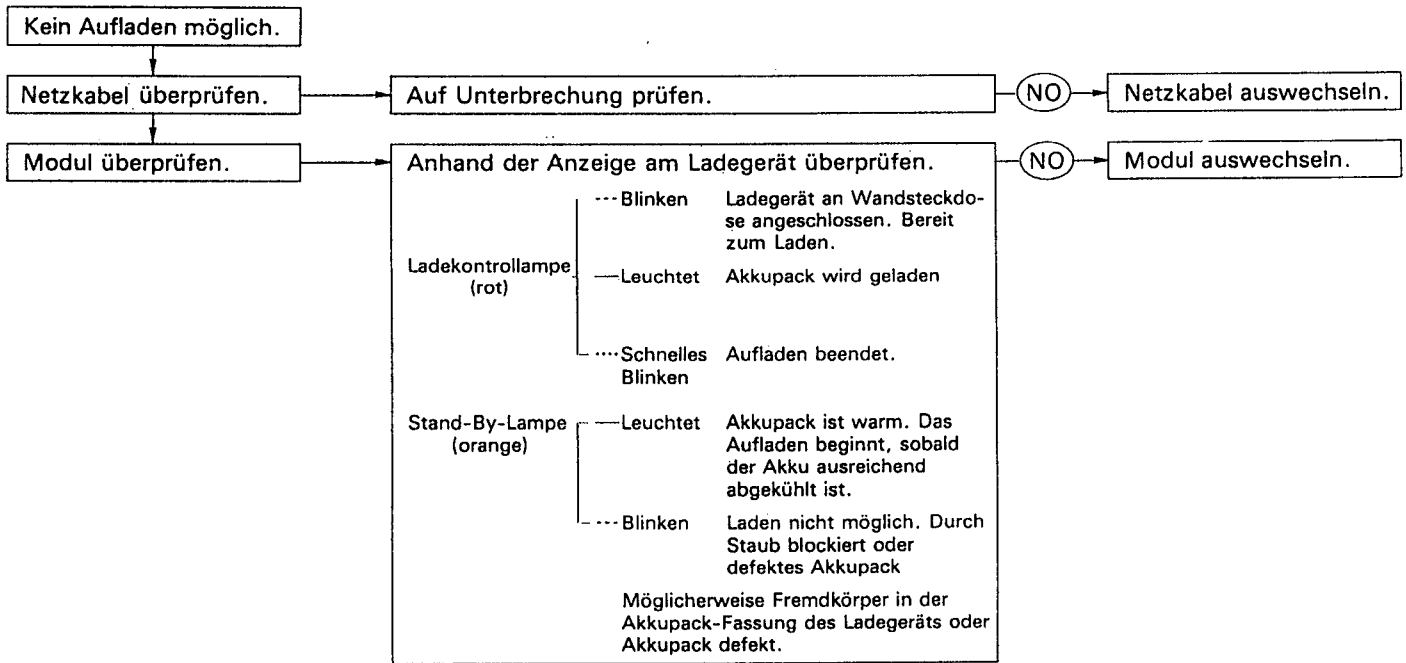 Kein Aufladen möglich.
Netzkabel überprüfen.
Auf Unterbrechung prüfen.
NO
Netzkabel auswechseln.
Modul überprüfen.
Anhand der Anzeige am Ladegerät überprüfen.
NO
Modul auswechseln.
Ladekontrollampe
(rot)
Blinken
Ladegerät an Wandsteckdo-
se angeschlossen. Bereit
zum Laden.
Leuchtet
Akkupack wird geladen
Schnelles
Blinken
Aufladen beendet.
Stand-By-Lampe
(orange)
Leuchtet
Akkupack ist warm. Das
Aufladen beginnt, sobald
der Akku ausreichend
abgekühlt ist.
Blinken
Laden nicht möglich. Durch
Staub blockiert oder
defektes Akkupack
Möglicherweise Fremdkörper in der
Akkupack-Fassung des Ladegeräts oder
Akkupack defekt.